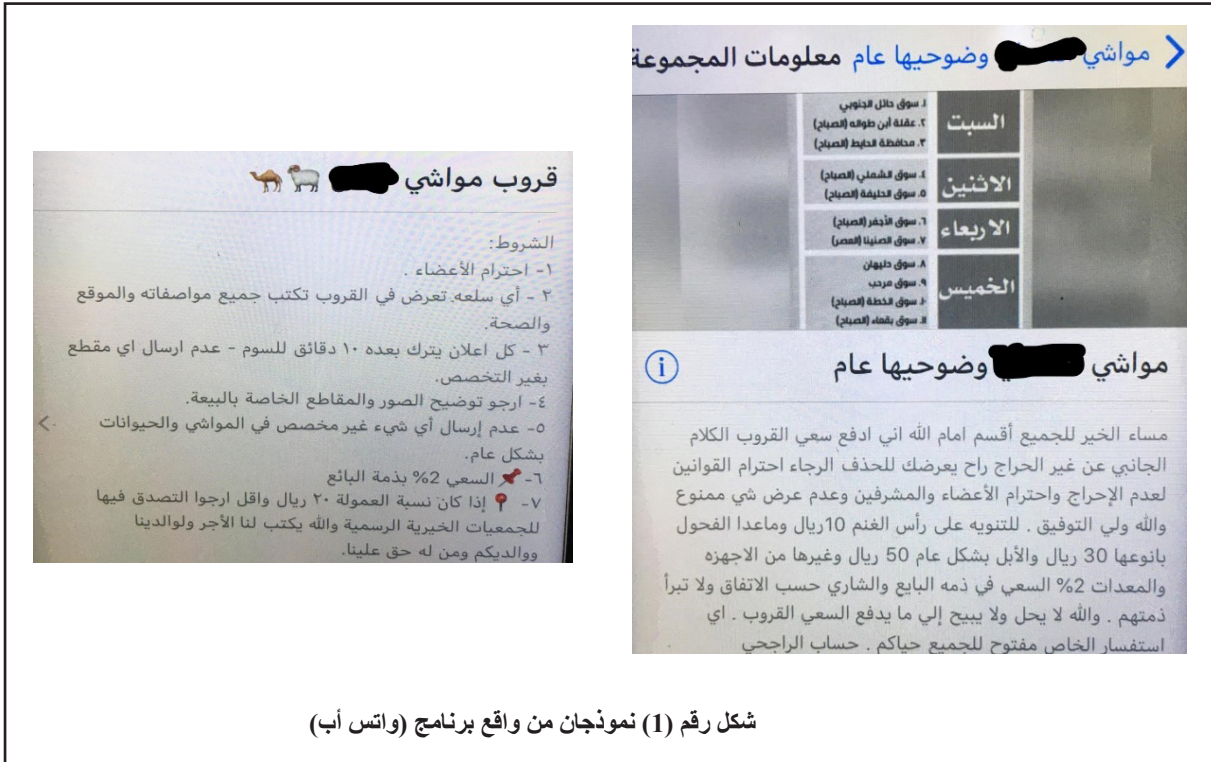 مواشي وضوحيها عام معلومات المجموعة
السبت
١. سوق حائل الجنوبي
٢. عقلة أبن طواله (الصباح)
٣. محافظة الحايط (الصباح)
الاثنين
٤. سوق الشملي (الصباح)
٥. سوق الحليفة (الصباح)
الاربعاء
٦. سوق الأجفر (الصباح)
٧. سوق الصنينا (العصر)
الخميس
٨. سوق دليهان
٩. سوق مرحب
١٠. سوق الخطة (الصباح)
١١. سوق بقعاء (الصباح)
مواشي وضوحيها عام
مساء الخير للجميع أقسم امام الله اني ادفع سعي القروب الكلام
الجانبي عن غير الحراج راح يعرضك للحذف الرجاء احترام القوانين
لعدم الإحراج واحترام الأعضاء والمشرفين وعدم عرض شي ممنوع
والله ولي التوفيق . للتنويه على رأس الغنم 10ريال وماعدا الفحول
بانوعها 30 ريال والأبل بشكل عام 50 ريال وغيرها من الاجهزه
والمعدات 2% السعي في ذمه البايع والشاري حسب الاتفاق ولا تبرأ
ذمتهم . والله لا يحل ولا يبيح إلي ما يدفع السعي القروب . اي
استفسار الخاص مفتوح للجميع حياكم . حساب الراجحي
قروب مواشي
الشروط:
١- احترام الأعضاء .
٢ - أي سلعه. تعرض في القروب تكتب جميع مواصفاته والموقع
والصحة.
٣ - كل اعلان يترك بعده ١٠ دقائق للسوم - عدم ارسال اي مقطع
بغير التخصص.
٤- ارجو توضيح الصور والمقاطع الخاصة بالبيعة.
٥- عدم إرسال أي شيء غير مخصص في المواشي والحيوانات
بشكل عام.
٦- 📌 السعي 2% بذمة البائع
٧- 📍 إذا كان نسبة العمولة ٢٠ ريال واقل ارجوا التصدق فيها
للجمعيات الخيرية الرسمية والله يكتب لنا الأجر ولوالدينا
ووالديكم ومن له حق علينا.
شكل رقم (1) نموذجان من واقع برنامج (واتس أب)